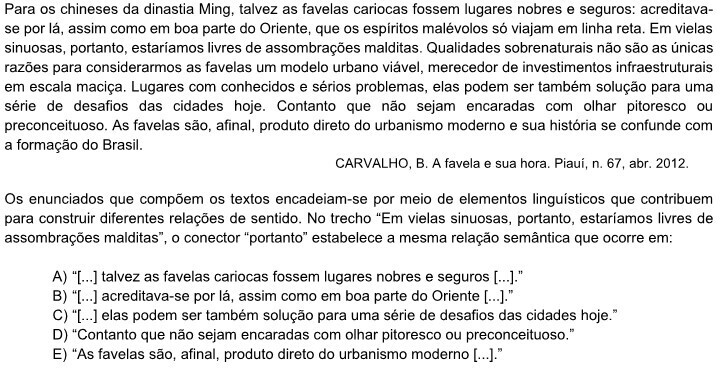 Para os chineses da dinastia Ming, talvez as favelas cariocas fossem lugares nobres e seguros: acreditava-
se por lá, assim como em boa parte do Oriente, que os espíritos malévolos só viajam em linha reta. Em vielas
sinuosas, portanto, estaríamos livres de assombrações malditas. Qualidades sobrenaturais não são as únicas
razões para considerarmos as favelas um modelo urbano viável, merecedor de investimentos infraestruturais
em escala maciça. Lugares com conhecidos e sérios problemas, elas podem ser também solução para uma
série de desafios das cidades hoje. Contanto que não sejam encaradas com olhar pitoresco ou
preconceituoso. As favelas são, afinal, produto direto do urbanismo moderno e sua história se confunde com
a formação do Brasil.
CARVALHO, B. A favela e sua hora. Piauí, n. 67, abr. 2012.
Os enunciados que compõem os textos encadeiam-se por meio de elementos linguísticos que contribuem
para construir diferentes relações de sentido. No trecho “Em vielas sinuosas, portanto, estaríamos livres de
assombrações malditas”, o conector “portanto” estabelece a mesma relação semântica que ocorre em:
A) “[...] talvez as favelas cariocas fossem lugares nobres e seguros [...].”
B) “[...] acreditava-se por lá, assim como em boa parte do Oriente [...].”
C) “[...] elas podem ser também solução para uma série de desafios das cidades hoje.”
D) “Contanto que não sejam encaradas com olhar pitoresco ou preconceituoso.”
E) “As favelas são, afinal, produto direto do urbanismo moderno [...].”